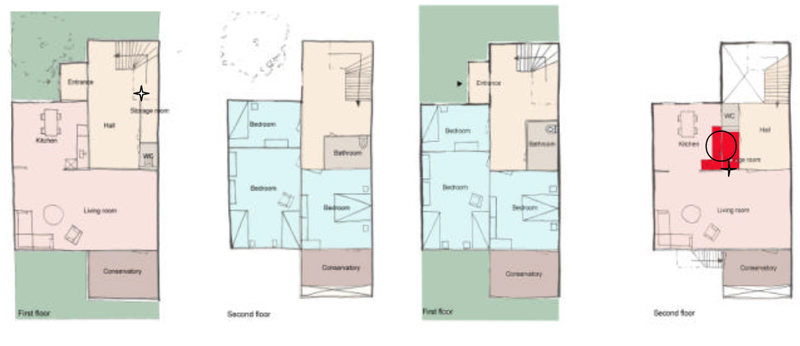 Entrance
Storage room
Hall
Kitchen
WC
Living room
Conservatory
First floor
Bedroom
Bathroom
Bedroom
Bedroom
Conservatory
Second floor
Entrance
Bedroom
Bathroom
Bedroom
Bedroom
Conservatory
First floor
WC
Hall
Kitchen
room
Living room
Conservatory
Second floor